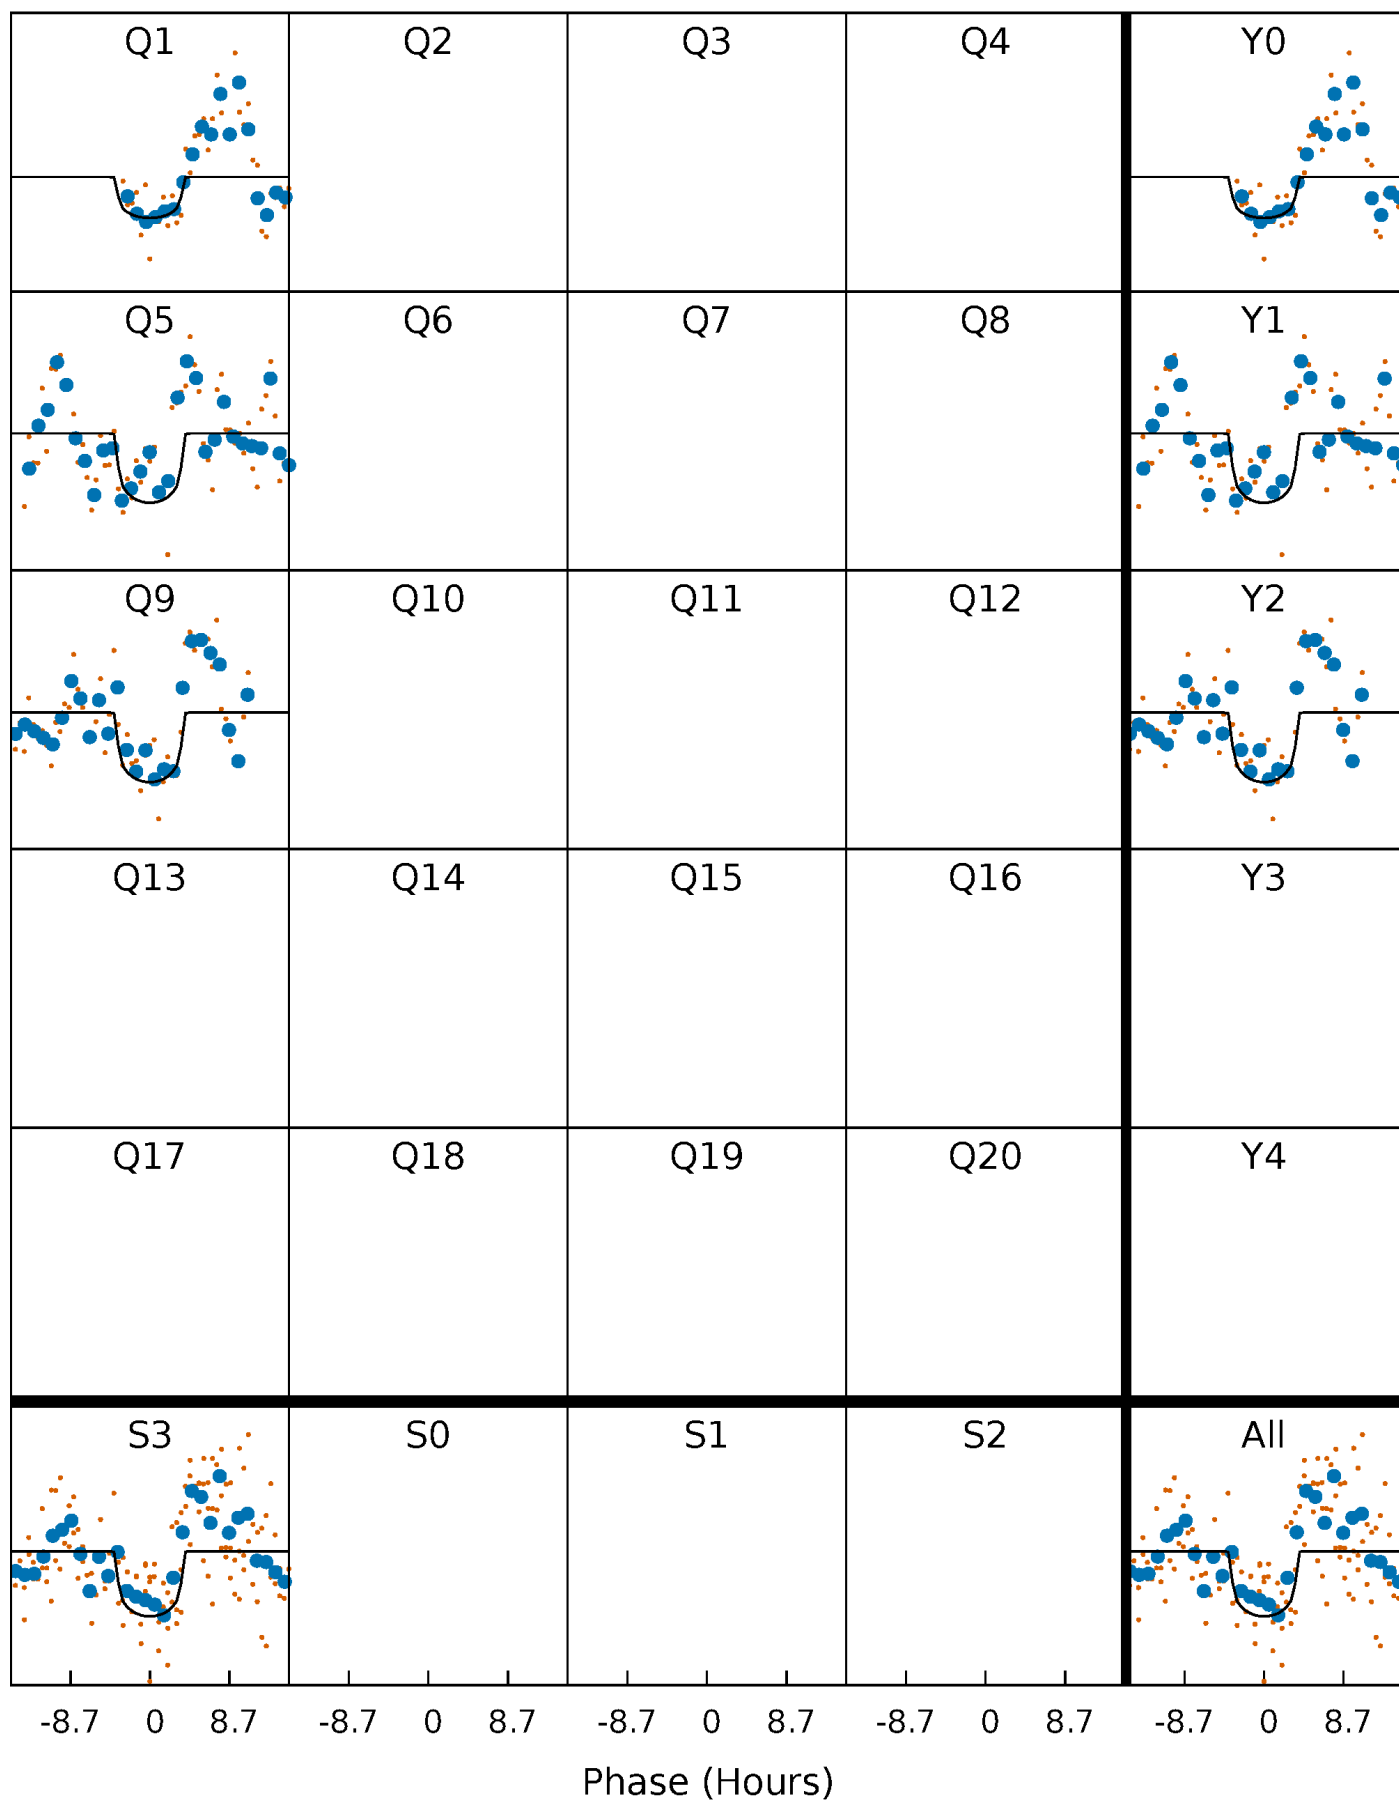 Q1 Q2 Q3 Q4 Y0
Q5 Q6 Q7 Q8 Y1
Q9 Q10 Q11 Q12 Y2
Q13 Q14 Q15 Q16 Y3
Q17 Q18 Q19 Q20 Y4
S3 S0 S1 S2 All
-8.7 0 8.7 -8.7 0 8.7 -8.7 0 8.7 -8.7 0 8.7 -8.7 0 8.7
Phase (Hours)